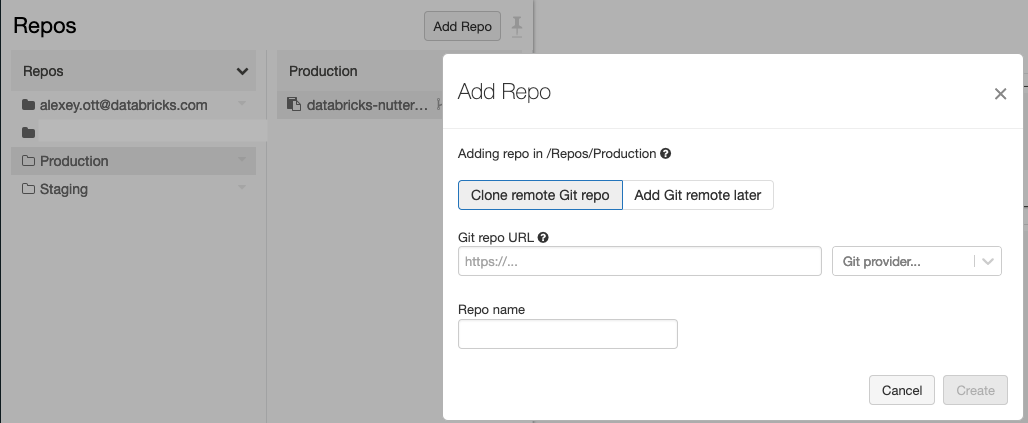 Repos
Add Repo
Repos
Production
alexey.ott@databricks.com
databricks-nutter...
Production
Staging
Add Repo
Adding repo in /Repos/Production
Clone remote Git repo
Add Git remote later
Git repo URL
https://...
Git provider...
Repo name
Cancel
Create